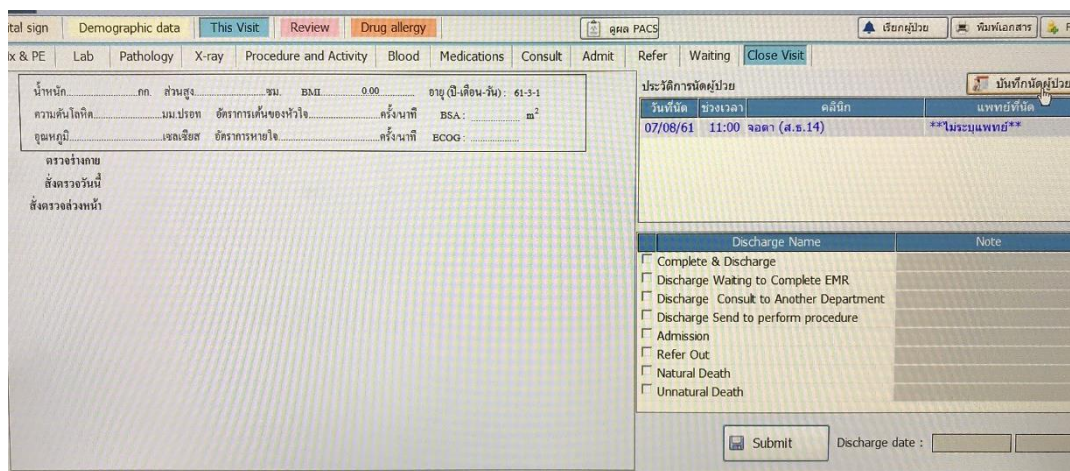 ital sign Demographic data This Visit Review Drug allergy ดูผล PACS เรียกผู้ป่วย พิมพ์เอกสาร
x & PE Lab Pathology X-ray Procedure and Activity Blood Medications Consult Admit Refer Waiting Close Visit
น้ำหนัก กก. ส่วนสูง ซม. BMI 0.00 อายุ (ปี-เดือน-วัน) : 61-3-1
ความดันโลหิต มม.ปรอท อัตราการเต้นของหัวใจ ครั้ง/นาที BSA : m²
อุณหภูมิ เซลเซียส อัตราการหายใจ ครั้ง/นาที ECOG :
ตรวจร่างกาย
สั่งตรวจวันนี้
สั่งตรวจล่วงหน้า
ประวัติการนัดผู้ป่วย บันทึกนัดผู้ป่วย
วันที่นัด ช่วงเวลา คลินิก แพทย์ที่นัด
07/08/61 11:00 จอตา (ส.ธ.14) **ไม่ระบุแพทย์**
Discharge Name Note
Complete & Discharge
Discharge Waiting to Complete EMR
Discharge Consult to Another Department
Discharge Send to perform procedure
Admission
Refer Out
Natural Death
Unnatural Death
Submit Discharge date :